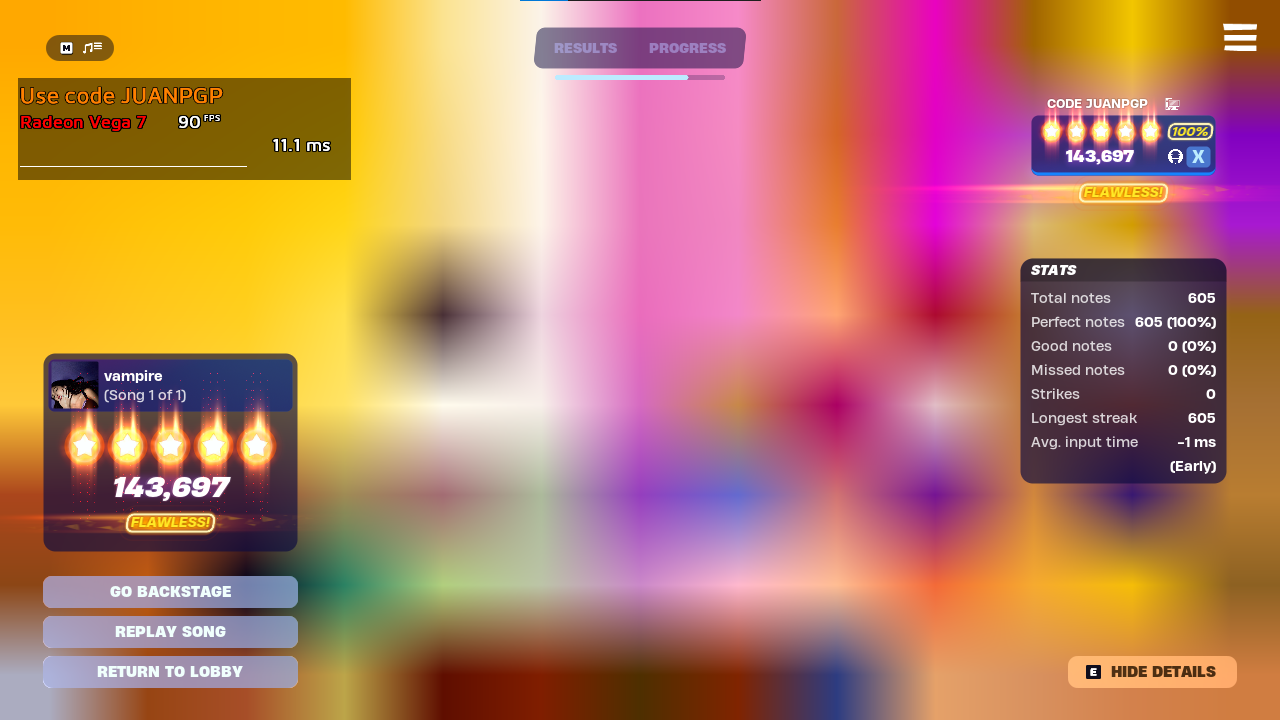 M
RESULTS PROGRESS
Use code JUANPGP
Radeon Vega 7 90 FPS
11.1 ms
CODE JUANPGP
100%
143,697 X
FLAWLESS!
STATS
Total notes 605
Perfect notes 605 (100%)
Good notes 0 (0%)
Missed notes 0 (0%)
Strikes 0
Longest streak 605
Avg. input time -1 ms
(Early)
vampire
(Song 1 of 1)
143,697
FLAWLESS!
GO BACKSTAGE
REPLAY SONG
RETURN TO LOBBY
E HIDE DETAILS